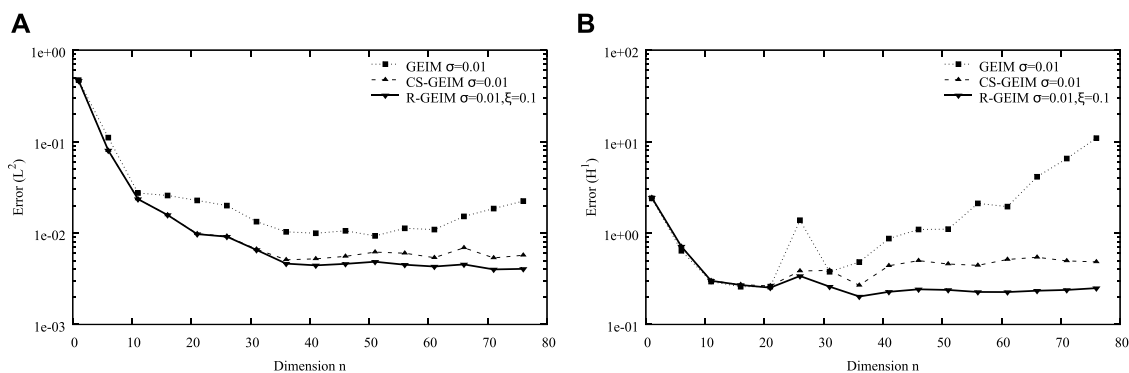 A
1e+00
1e-01
1e-02
1e-03
Error (L²)
0 10 20 30 40 50 60 70 80
Dimension n
GEIM σ=0.01
CS-GEIM σ=0.01
R-GEIM σ=0.01,ξ=0.1
B
1e+02
1e+01
1e+00
1e-01
Error (H¹)
0 10 20 30 40 50 60 70 80
Dimension n
GEIM σ=0.01
CS-GEIM σ=0.01
R-GEIM σ=0.01,ξ=0.1